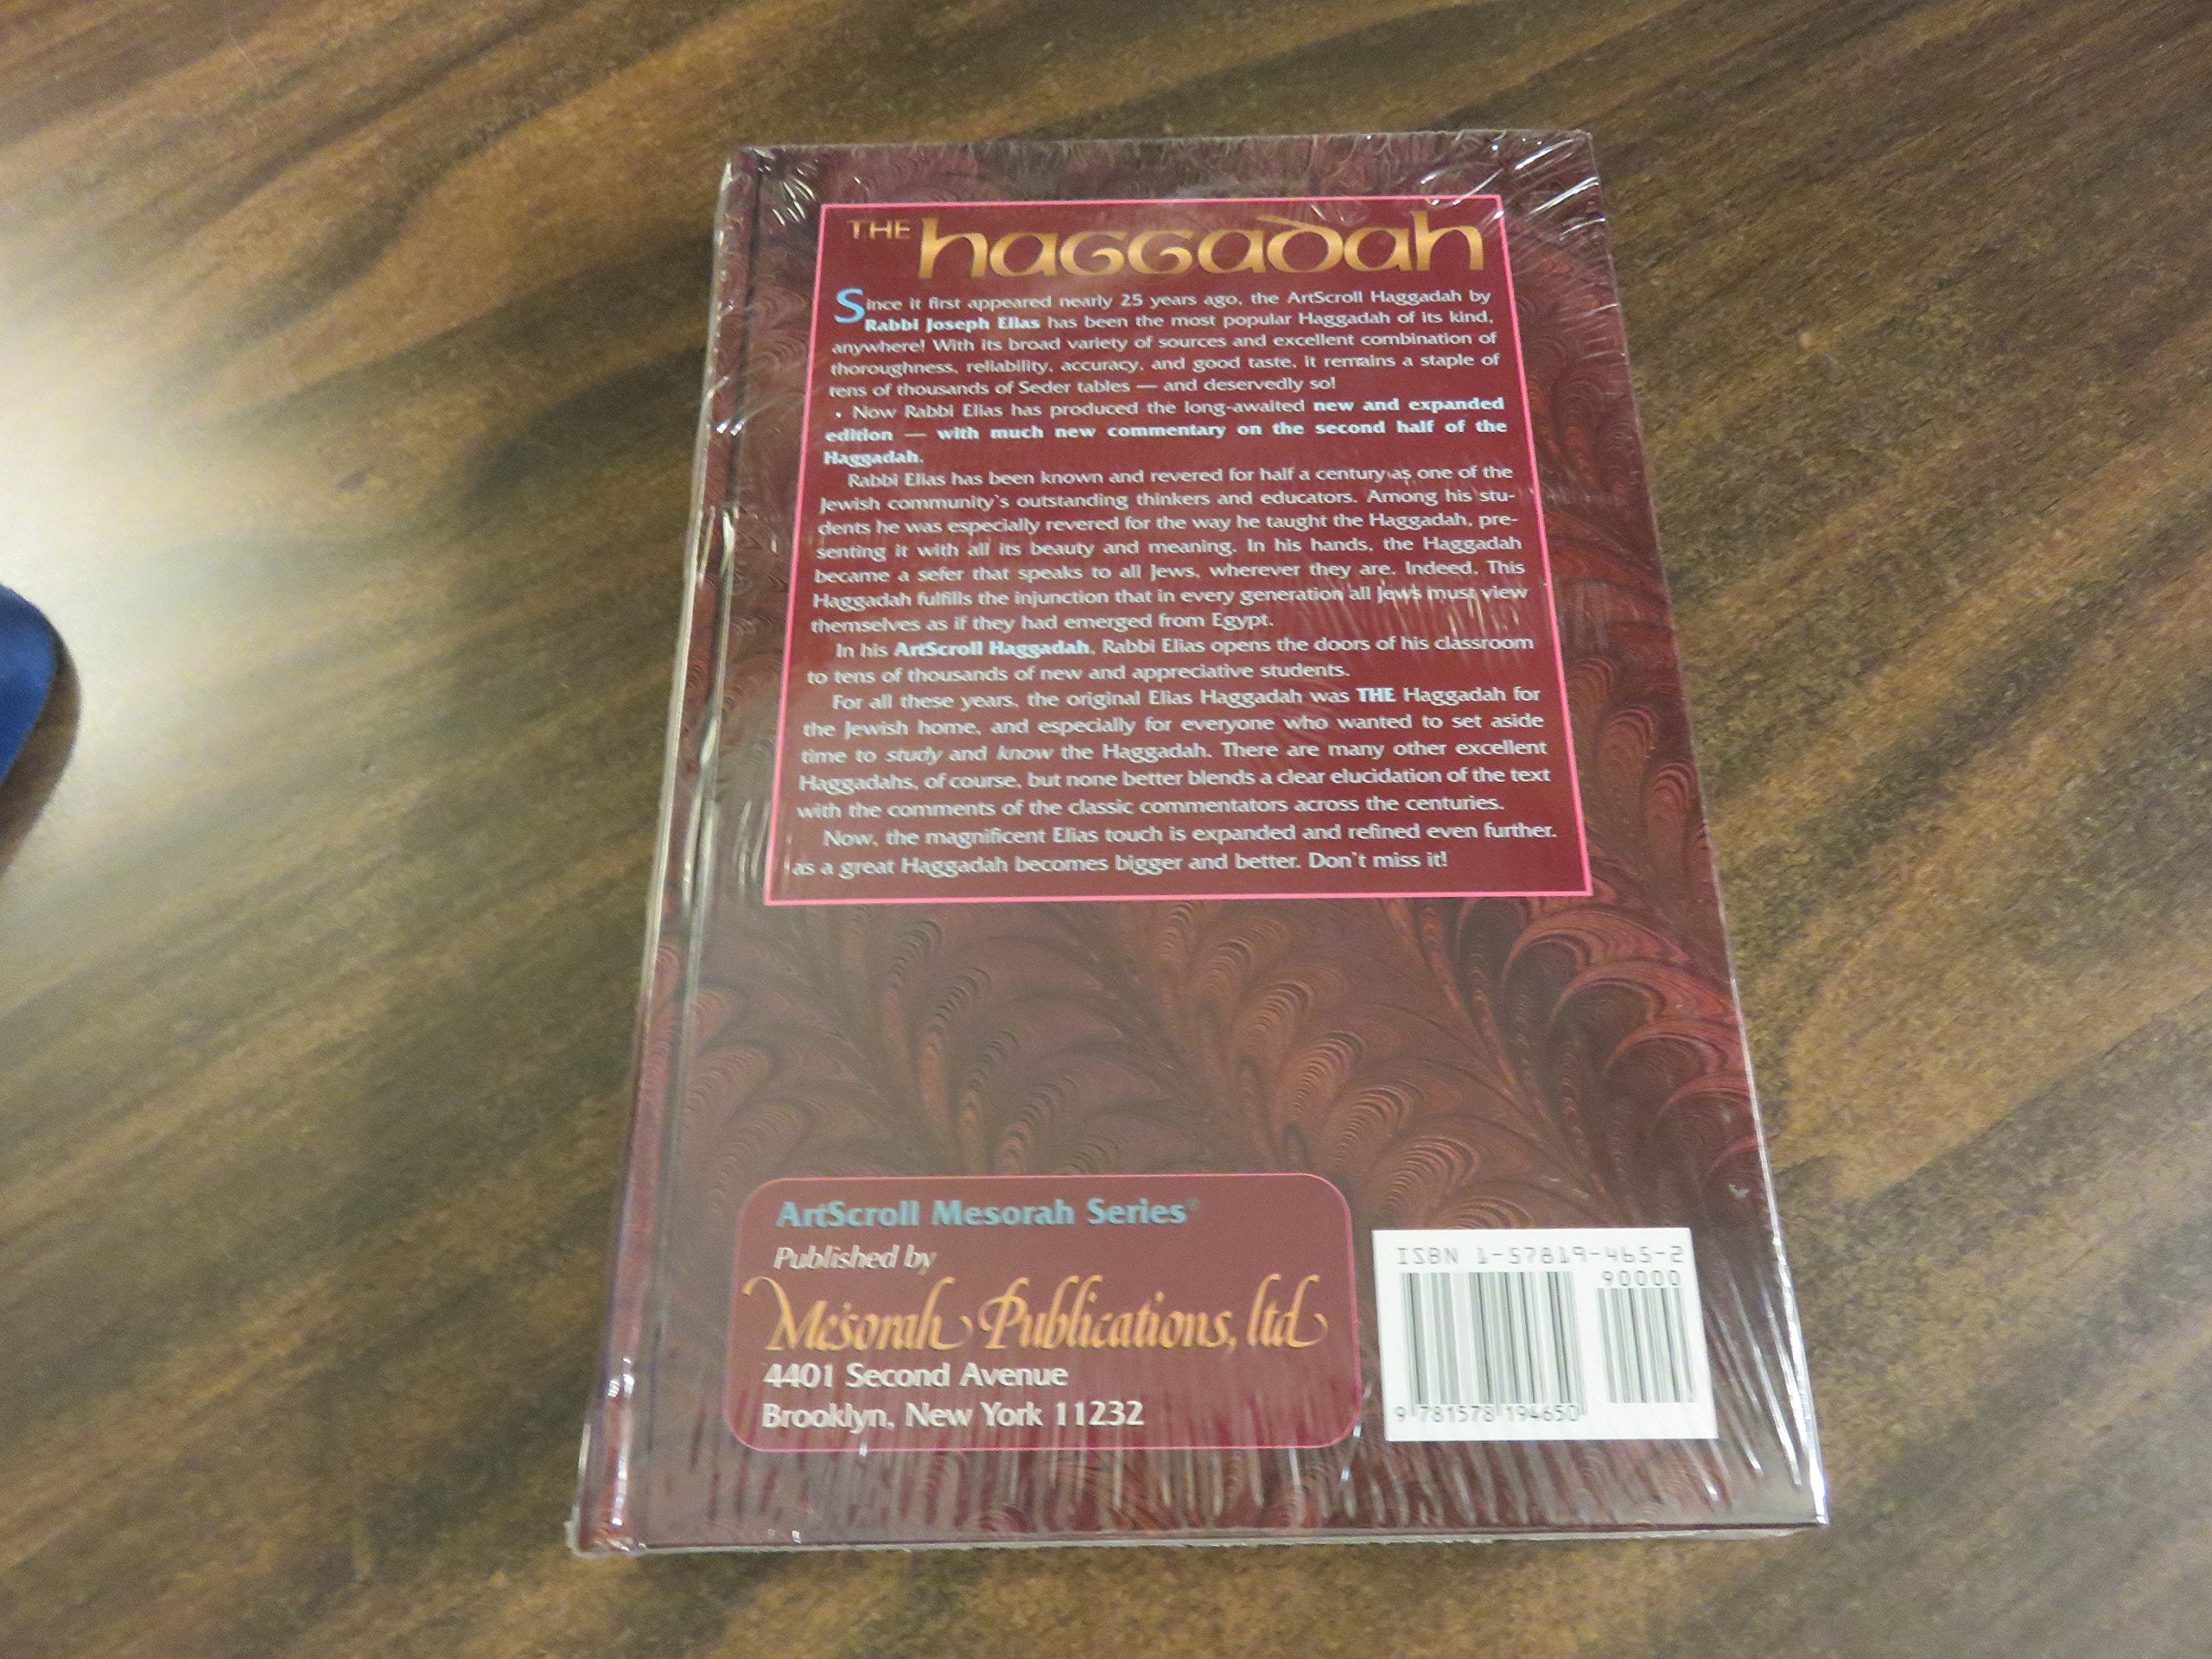 THE haggadah
Since it first appeared nearly 25 years ago, the ArtScroll Haggadah by
Rabbi Joseph Elias has been the most popular Haggadah of its kind,
anywhere! With its broad variety of sources and excellent combination of
thoroughness, reliability, accuracy, and good taste, it remains a staple of
tens of thousands of Seder tables — and deservedly so!
• Now Rabbi Elias has produced the long-awaited new and expanded
edition — with much new commentary on the second half of the
Haggadah.
Rabbi Elias has been known and revered for half a century as one of the
Jewish community's outstanding thinkers and educators. Among his stu-
dents he was especially revered for the way he taught the Haggadah, pre-
senting it with all its beauty and meaning. In his hands, the Haggadah
became a sefer that speaks to all Jews, wherever they are. Indeed, This
Haggadah fulfills the injunction that in every generation all Jews must view
themselves as if they had emerged from Egypt.
In his ArtScroll Haggadah, Rabbi Elias opens the doors of his classroom
to tens of thousands of new and appreciative students.
For all these years, the original Elias Haggadah was THE Haggadah for
the Jewish home, and especially for everyone who wanted to set aside
time to study and know the Haggadah. There are many other excellent
Haggadahs, of course, but none better blends a clear elucidation of the text
with the comments of the classic commentators across the centuries.
Now, the magnificent Elias touch is expanded and refined even further,
as a great Haggadah becomes bigger and better. Don't miss it!
ArtScroll Mesorah Series®
Published by
Mesorah Publications, ltd
4401 Second Avenue
Brooklyn, New York 11232
ISBN 1-57819-465-2
90000
9 781578 194650